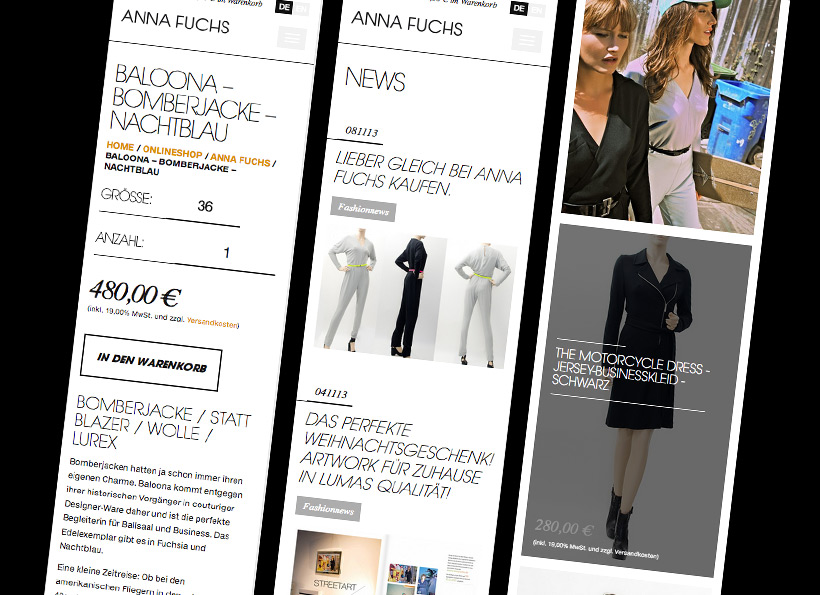 im Warenkorb
DE EN
ANNA FUCHS
BALOONA –
BOMBERJACKE –
NACHTBLAU
HOME / ONLINESHOP / ANNA FUCHS /
BALOONA – BOMBERJACKE –
NACHTBLAU
GRÖSSE: 36
ANZAHL: 1
480,00 €
(inkl. 19,00% MwSt. und zzgl. Versandkosten)
IN DEN WARENKORB
BOMBERJACKE / STATT
BLAZER / WOLLE /
LUREX
Bomberjacken hatten ja schon immer ihren
eigenen Charme. Baloona kommt entgegen
ihrer historischen Vorgänger in couturiger
Designer-Ware daher und ist die perfekte
Begleiterin für Ballsaal und Business. Das
Edelexemplar gibt es in Fuchsia und
Nachtblau.
Eine kleine Zeitreise: Ob bei den
amerikanischen Fliegern in den
€ im Warenkorb
DE EN
ANNA FUCHS
NEWS
081113
LIEBER GLEICH BEI ANNA
FUCHS KAUFEN.
Fashionnews
041113
DAS PERFEKTE
WEIHNACHTSGESCHENK!
ARTWORK FÜR ZUHAUSE
IN LUMAS QUALITÄT!
Fashionnews
STREETART
THE MOTORCYCLE DRESS -
JERSEY-BUSINESSKLEID -
SCHWARZ
280,00 €
(inkl. 19,00% MwSt. und zzgl. Versandkosten)